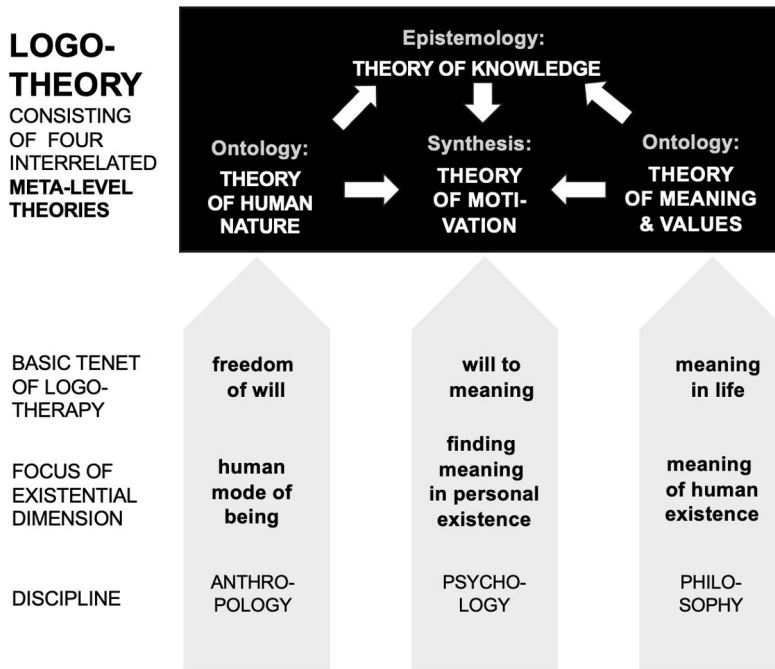 LOGO-
THEORY
CONSISTING
OF FOUR
INTERRELATED
META-LEVEL
THEORIES
Epistemology:
THEORY OF KNOWLEDGE
Ontology:
THEORY
OF HUMAN
NATURE
Synthesis:
THEORY
OF MOTI-
VATION
Ontology:
THEORY
OF MEANING
& VALUES
BASIC TENET
OF LOGO-
THERAPY
freedom
of will
will to
meaning
meaning
in life
FOCUS OF
EXISTENTIAL
DIMENSION
human
mode of
being
finding
meaning
in personal
existence
meaning
of human
existence
DISCIPLINE
ANTHRO-
POLOGY
PSYCHO-
LOGY
PHILO-
SOPHY